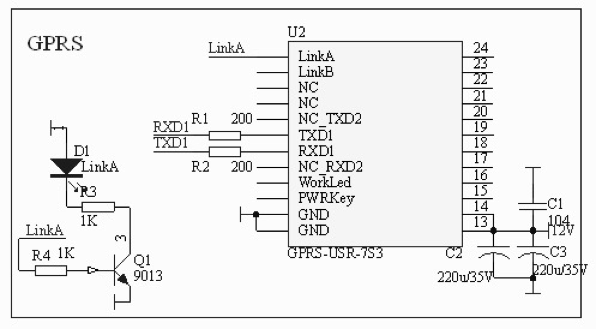 GPRS
U2
LinkA
LinkA
24
LinkB
23
NC
22
NC
21
NC_TXD2
20
R1 200
RXD1
TXD1
19
TXD1
RXD1
18
R2 200
NC_RXD2
17
WorkLed
16
PWRKey
15
GND
14
GND
13
GPRS-USR-7S3
D1
LinkA
R3
1K
LinkA
R4 1K
3
Q1
9013
C1
104
12V
C2
220u/35V
C3
220u/35V